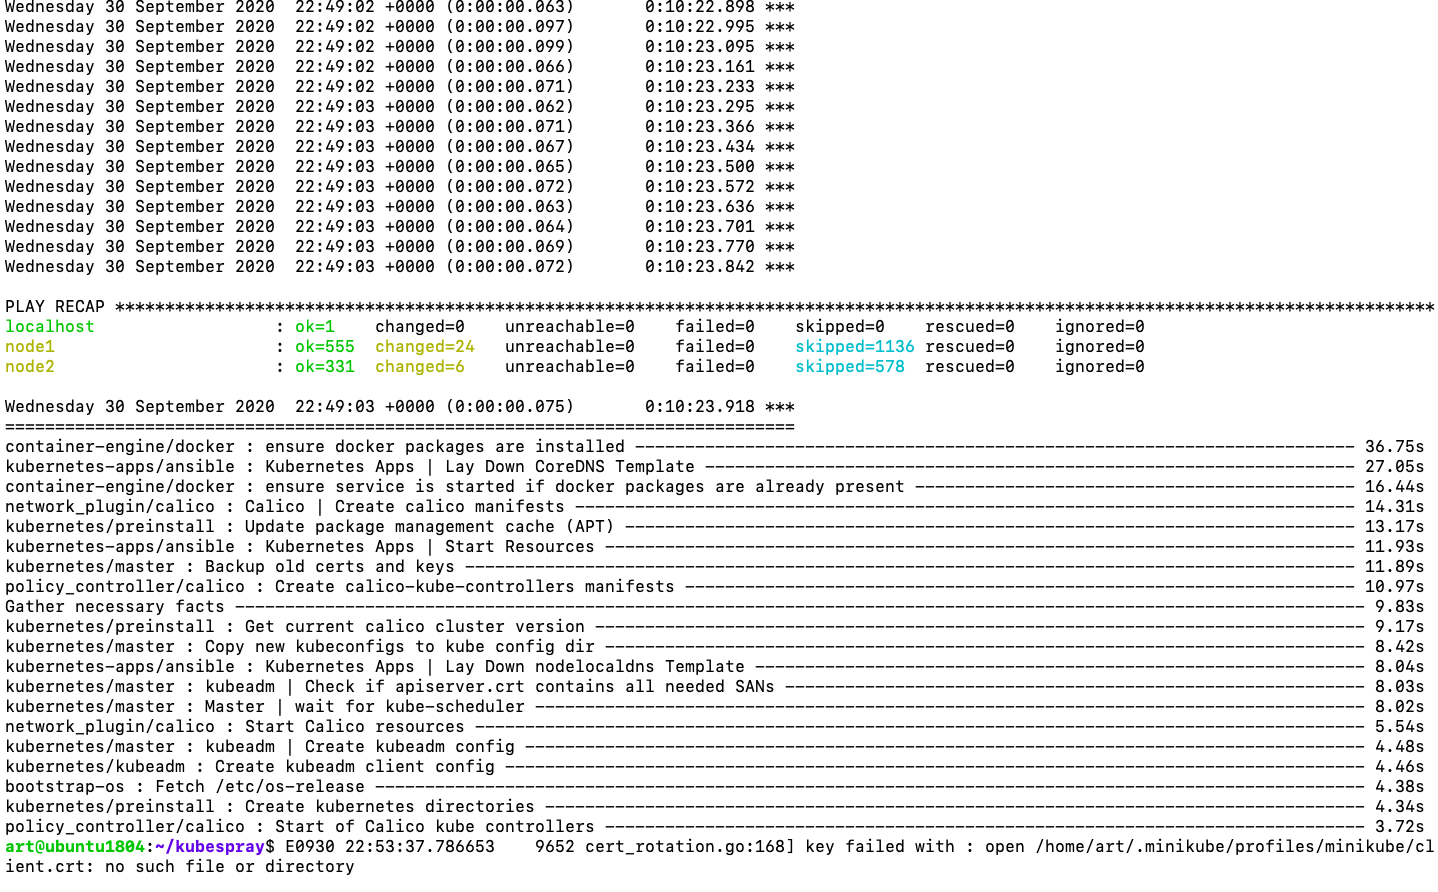 Wednesday 30 September 2020  22:49:02 +0000 (0:00:00.063)       0:10:22.898 ***
Wednesday 30 September 2020  22:49:02 +0000 (0:00:00.097)       0:10:22.995 ***
Wednesday 30 September 2020  22:49:02 +0000 (0:00:00.099)       0:10:23.095 ***
Wednesday 30 September 2020  22:49:02 +0000 (0:00:00.066)       0:10:23.161 ***
Wednesday 30 September 2020  22:49:02 +0000 (0:00:00.071)       0:10:23.233 ***
Wednesday 30 September 2020  22:49:03 +0000 (0:00:00.062)       0:10:23.295 ***
Wednesday 30 September 2020  22:49:03 +0000 (0:00:00.071)       0:10:23.366 ***
Wednesday 30 September 2020  22:49:03 +0000 (0:00:00.067)       0:10:23.434 ***
Wednesday 30 September 2020  22:49:03 +0000 (0:00:00.065)       0:10:23.500 ***
Wednesday 30 September 2020  22:49:03 +0000 (0:00:00.072)       0:10:23.572 ***
Wednesday 30 September 2020  22:49:03 +0000 (0:00:00.063)       0:10:23.636 ***
Wednesday 30 September 2020  22:49:03 +0000 (0:00:00.064)       0:10:23.701 ***
Wednesday 30 September 2020  22:49:03 +0000 (0:00:00.069)       0:10:23.770 ***
Wednesday 30 September 2020  22:49:03 +0000 (0:00:00.072)       0:10:23.842 ***
PLAY RECAP ************************************************************************************************************************************
localhost                  : ok=1    changed=0    unreachable=0    failed=0    skipped=0    rescued=0    ignored=0
node1                      : ok=555  changed=24   unreachable=0    failed=0    skipped=1136 rescued=0    ignored=0
node2                      : ok=331  changed=6    unreachable=0    failed=0    skipped=578  rescued=0    ignored=0
Wednesday 30 September 2020  22:49:03 +0000 (0:00:00.075)       0:10:23.918 ***
===============================================================================
container-engine/docker : ensure docker packages are installed ------------------------------------------------------------------------ 36.75s
kubernetes-apps/ansible : Kubernetes Apps | Lay Down CoreDNS Template ----------------------------------------------------------------- 27.05s
container-engine/docker : ensure service is started if docker packages are already present -------------------------------------------- 16.44s
network_plugin/calico : Calico | Create calico manifests ------------------------------------------------------------------------------ 14.31s
kubernetes/preinstall : Update package management cache (APT) ------------------------------------------------------------------------- 13.17s
kubernetes-apps/ansible : Kubernetes Apps | Start Resources --------------------------------------------------------------------------- 11.93s
kubernetes/master : Backup old certs and keys ----------------------------------------------------------------------------------------- 11.89s
policy_controller/calico : Create calico-kube-controllers manifests ------------------------------------------------------------------- 10.97s
Gather necessary facts ----------------------------------------------------------------------------------------------------------------- 9.83s
kubernetes/preinstall : Get current calico cluster version ----------------------------------------------------------------------------- 9.17s
kubernetes/master : Copy new kubeconfigs to kube config dir ---------------------------------------------------------------------------- 8.42s
kubernetes-apps/ansible : Kubernetes Apps | Lay Down nodelocaldns Template ------------------------------------------------------------- 8.04s
kubernetes/master : kubeadm | Check if apiserver.crt contains all needed SANs ---------------------------------------------------------- 8.03s
kubernetes/master : Master | wait for kube-scheduler ----------------------------------------------------------------------------------- 8.02s
network_plugin/calico : Start Calico resources ----------------------------------------------------------------------------------------- 5.54s
kubernetes/master : kubeadm | Create kubeadm config ------------------------------------------------------------------------------------ 4.48s
kubernetes/kubeadm : Create kubeadm client config -------------------------------------------------------------------------------------- 4.46s
bootstrap-os : Fetch /etc/os-release --------------------------------------------------------------------------------------------------- 4.38s
kubernetes/preinstall : Create kubernetes directories ---------------------------------------------------------------------------------- 4.34s
policy_controller/calico : Start of Calico kube controllers ---------------------------------------------------------------------------- 3.72s
art@ubuntu1804:~/kubespray$ E0930 22:53:37.786653    9652 cert_rotation.go:168] key failed with : open /home/art/.minikube/profiles/minikube/cl
ient.crt: no such file or directory